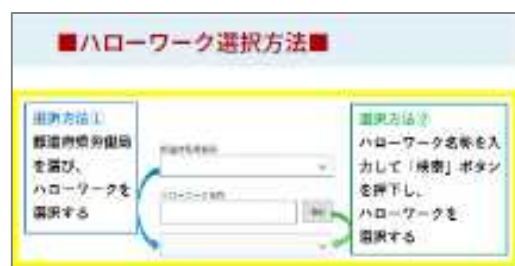 ■ハローワーク選択方法■
選択方法①
都道府県労働局
を選び、
ハローワークを
選択する
選択方法②
ハローワーク名称を入
力して「検索」ボタン
を押下し、
ハローワークを
選択する